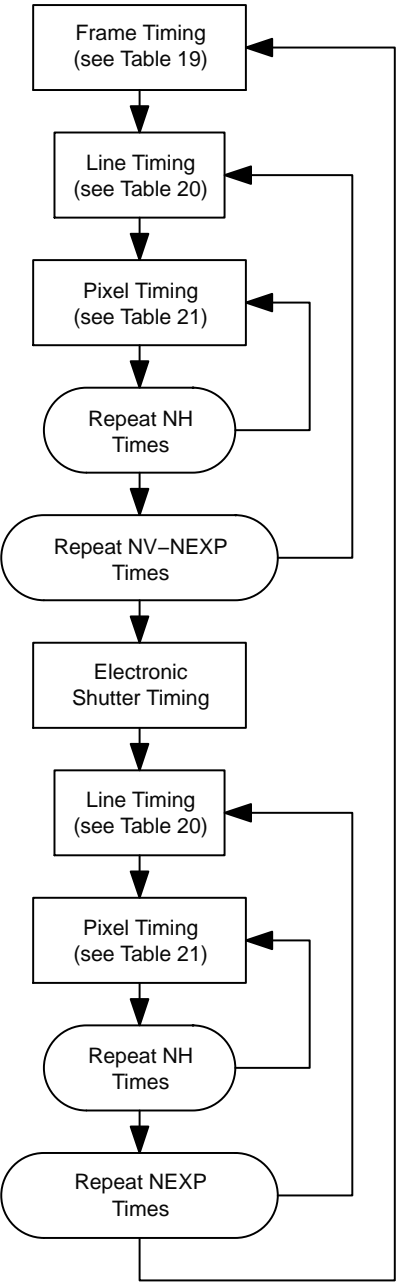 Frame Timing
(see Table 19)
Line Timing
(see Table 20)
Pixel Timing
(see Table 21)
Repeat NH
Times
Repeat NV−NEXP
Times
Electronic
Shutter Timing
Line Timing
(see Table 20)
Pixel Timing
(see Table 21)
Repeat NH
Times
Repeat NEXP
Times